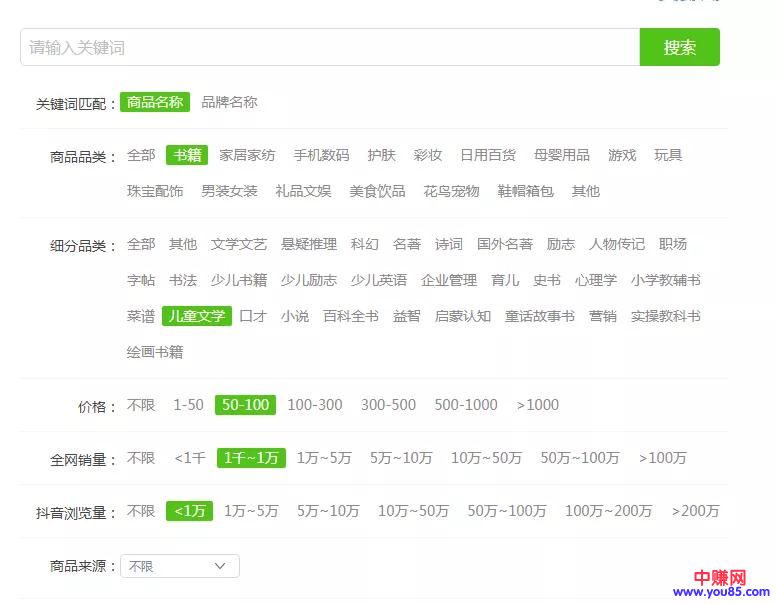 请输入关键词 搜索
关键词匹配： 商品名称 品牌名称
商品品类： 全部 书籍 家居家纺 手机数码 护肤 彩妆 日用百货 母婴用品 游戏 玩具
珠宝配饰 男装女装 礼品文娱 美食饮品 花鸟宠物 鞋帽箱包 其他
细分品类： 全部 其他 文学文艺 悬疑推理 科幻 名著 诗词 国外名著 励志 人物传记 职场
字帖 书法 少儿书籍 少儿励志 少儿英语 企业管理 育儿 史书 心理学 小学教辅书
菜谱 儿童文学 口才 小说 百科全书 益智 启蒙认知 童话故事书 营销 实操教科书
绘画书籍
价格： 不限 1-50 50-100 100-300 300-500 500-1000 >1000
全网销量： 不限 <1千 1千~1万 1万~5万 5万~10万 10万~50万 50万~100万 >100万
抖音浏览量： 不限 <1万 1万~5万 5万~10万 10万~50万 50万~100万 100万~200万 >200万
商品来源： 不限
中赚网
www.you85.com